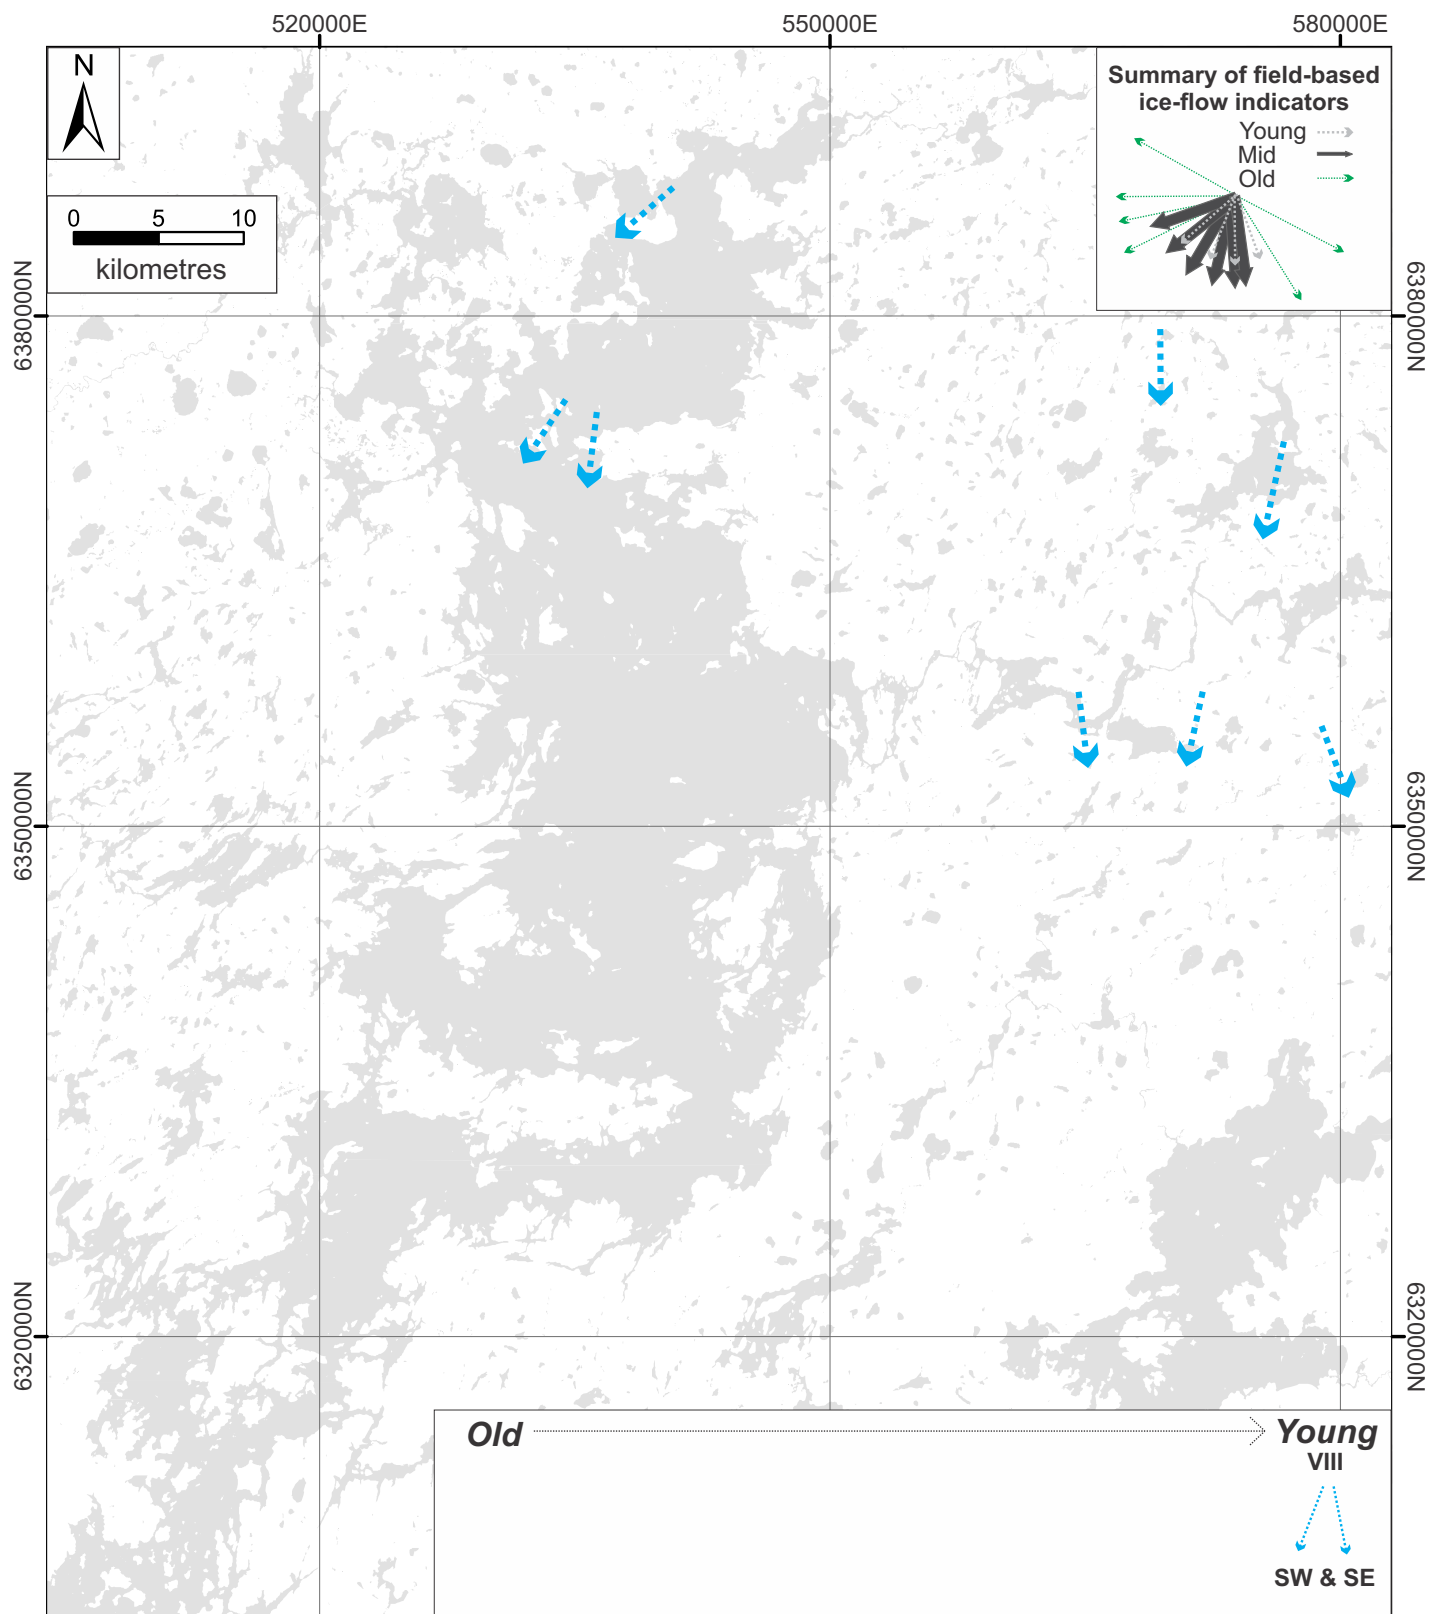 520000E 550000E 580000E
N
Summary of field-based
ice-flow indicators
Young
Mid
Old
0 5 10
kilometres
6380000N 6380000N
6350000N 6350000N
6320000N 6320000N
Old Young
VIII
SW & SE